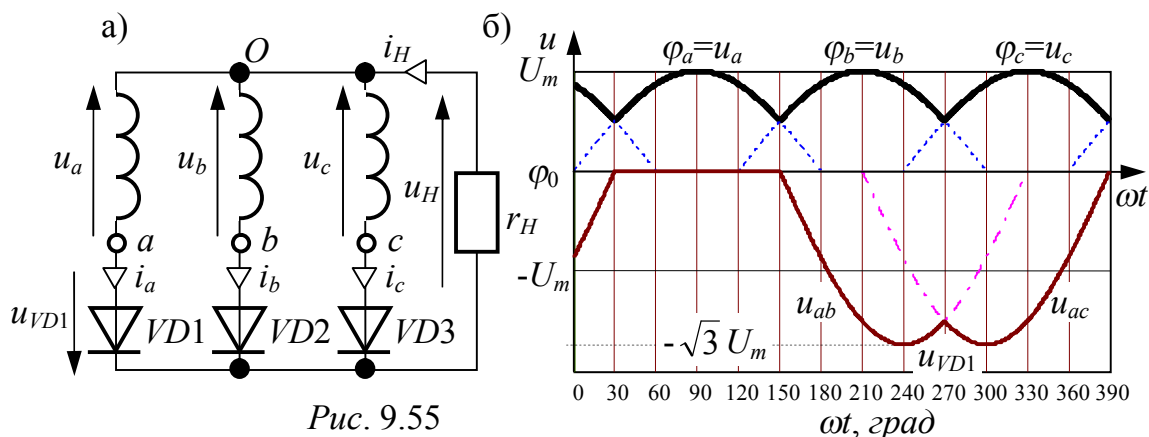 а)
O
i_H
u_a
u_b
u_c
u_H
r_H
a
b
c
i_a
i_b
i_c
u_VD1
VD1
VD2
VD3
Рис. 9.55
б)
u
U_m
φ_a=u_a
φ_b=u_b
φ_c=u_c
φ_0
ωt
-U_m
u_ab
u_ac
-√3 U_m
u_VD1
0 30 60 90 120 150 180 210 240 270 300 330 360 390
ωt, град